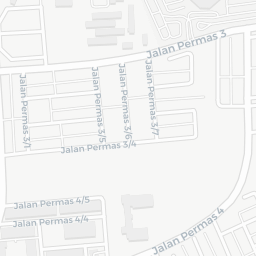 Jalan Permas 3
Jalan Permas 3/1
Jalan Permas 3/5
Jalan Permas 3/6
Jalan Permas 3/7
Jalan Permas 3/4
Jalan Permas 4/5
Jalan Permas 4/4
Jalan Permas 4